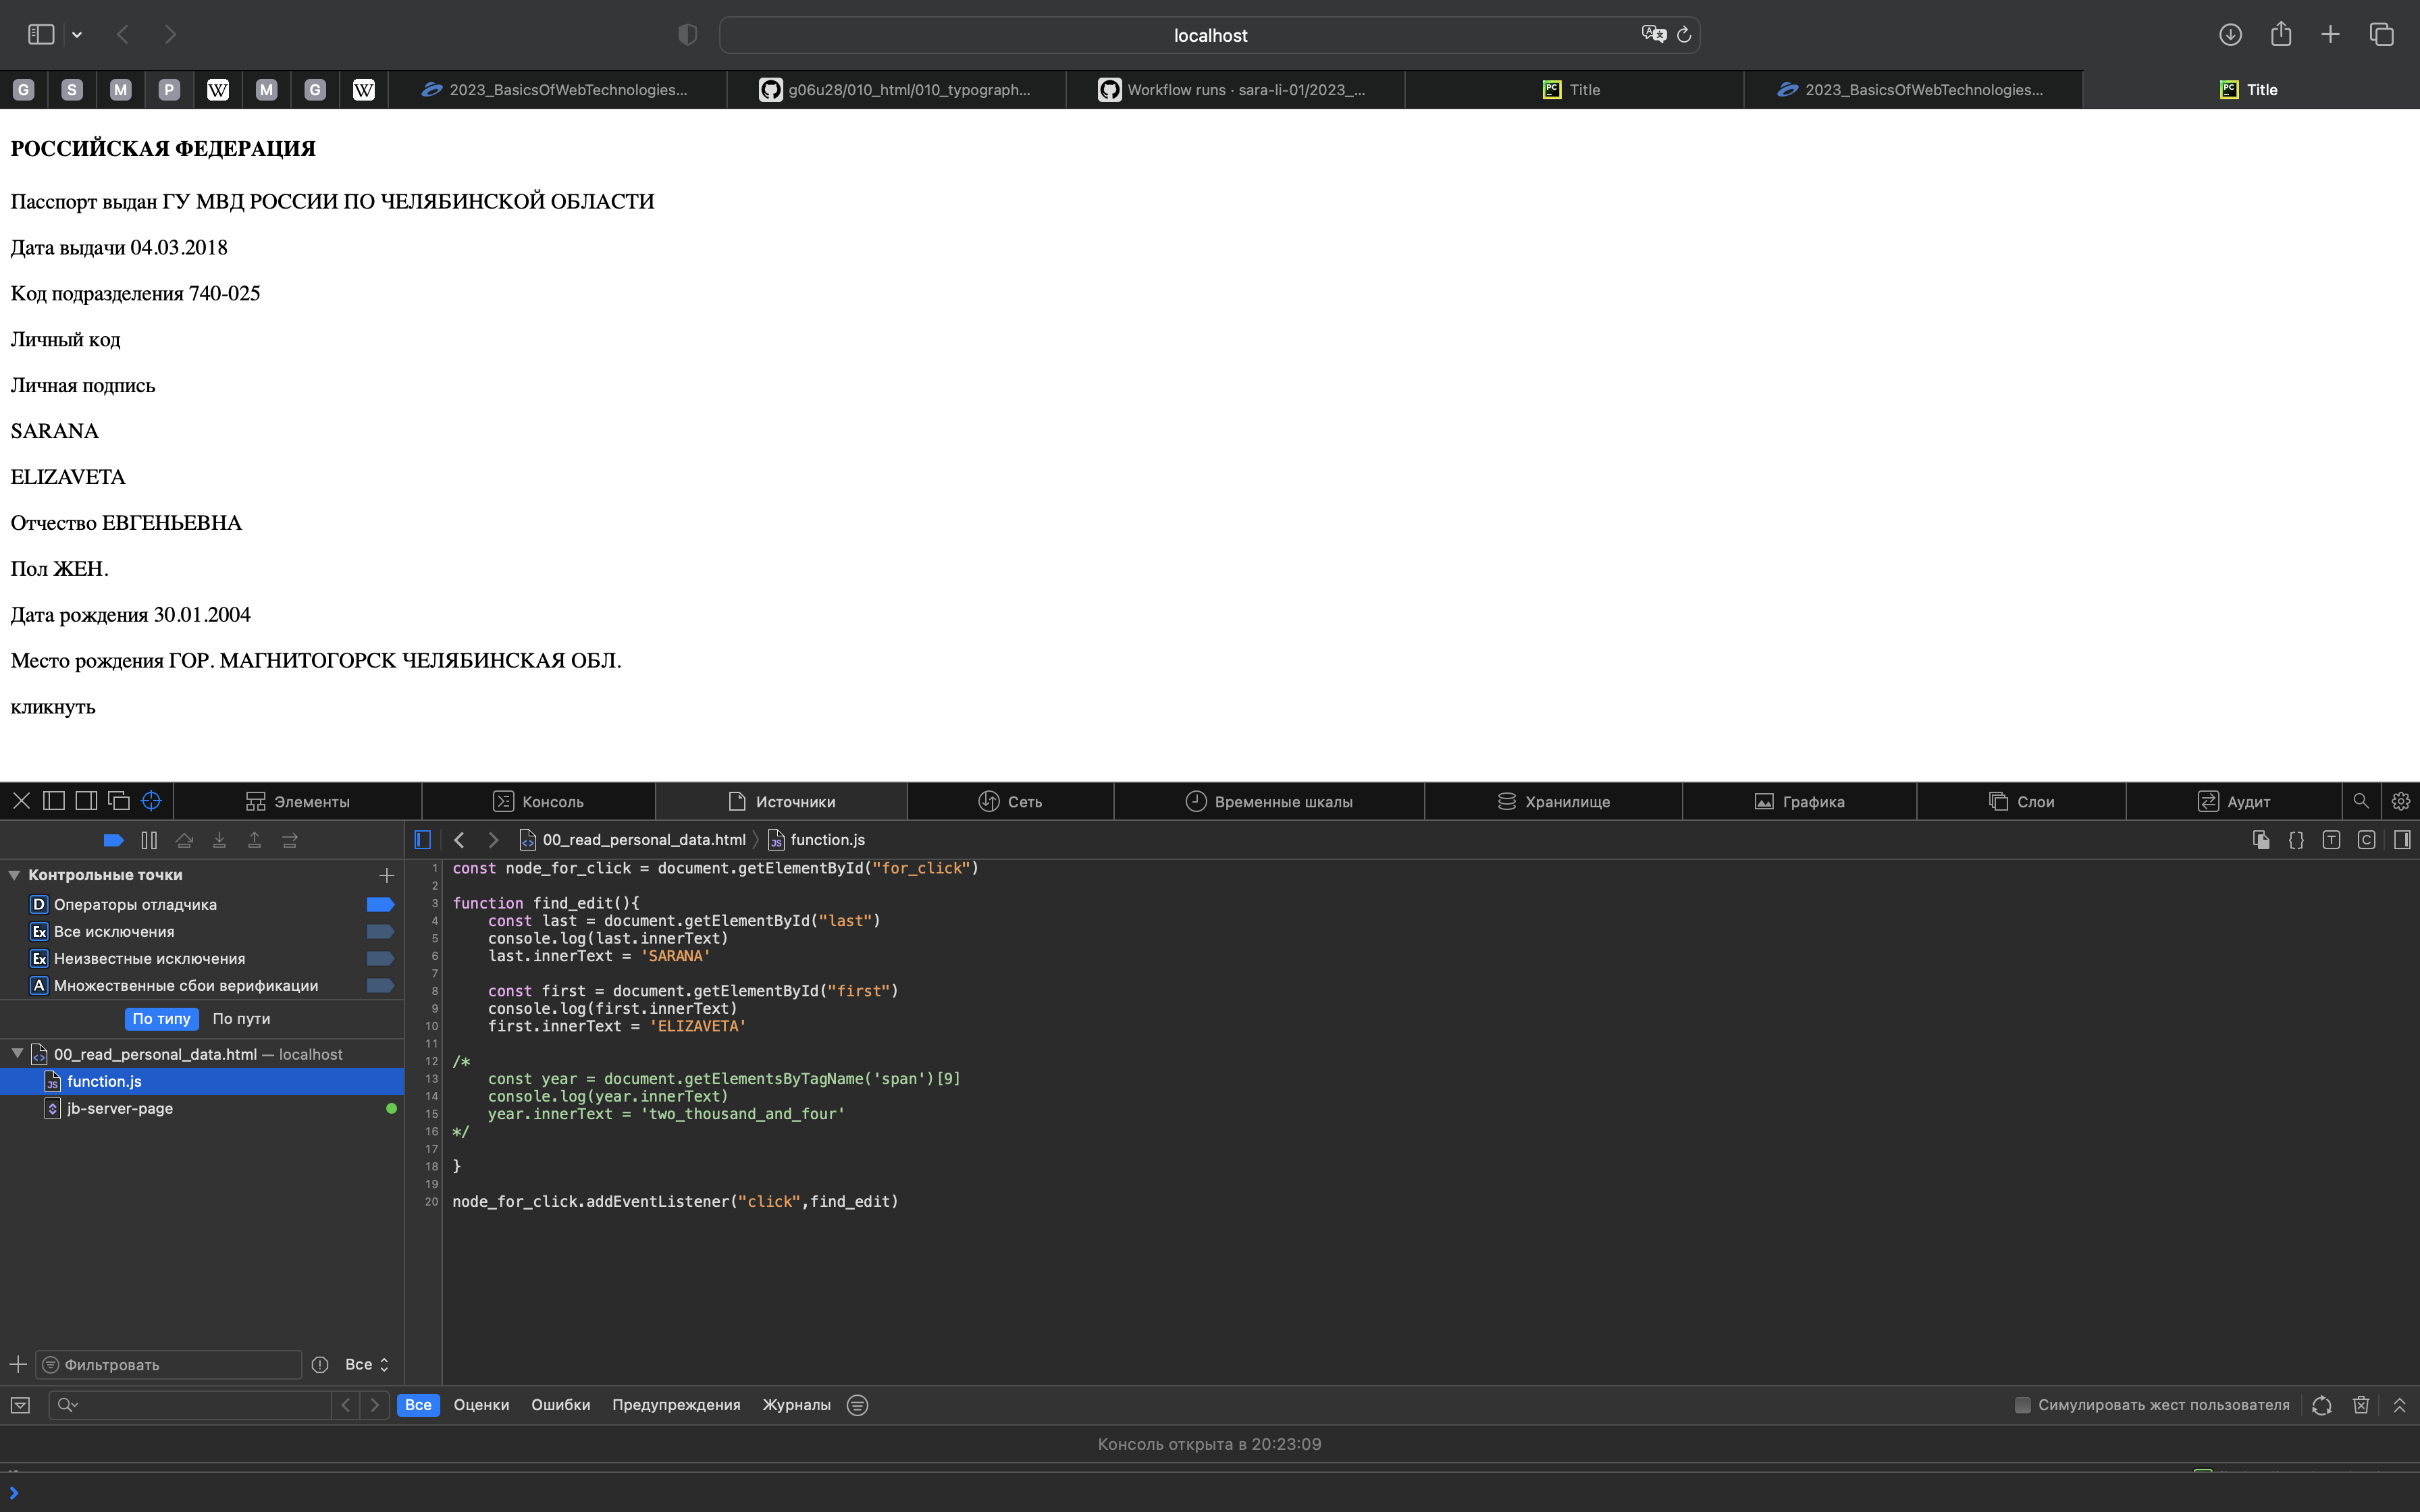 localhost
G S M P W M G W 2023_BasicsOfWebTechnologies... g06u28/010_html/010_typograph... Workflow runs · sara-li-01/2023_... Title 2023_BasicsOfWebTechnologies... Title
РОССИЙСКАЯ ФЕДЕРАЦИЯ
Пасспорт выдан ГУ МВД РОССИИ ПО ЧЕЛЯБИНСКОЙ ОБЛАСТИ
Дата выдачи 04.03.2018
Код подразделения 740-025
Личный код
Личная подпись
SARANA
ELIZAVETA
Отчество ЕВГЕНЬЕВНА
Пол ЖЕН.
Дата рождения 30.01.2004
Место рождения ГОР. МАГНИТОГОРСК ЧЕЛЯБИНСКАЯ ОБЛ.
кликнуть
Элементы Консоль Источники Сеть Временные шкалы Хранилище Графика Слои Аудит
00_read_personal_data.html function.js
Контрольные точки
D Операторы отладчика
Ex Все исключения
Ex Неизвестные исключения
A Множественные сбои верификации
По типу По пути
00_read_personal_data.html — localhost
function.js
jb-server-page
Фильтровать Все
1 const node_for_click = document.getElementById("for_click")
2
3 function find_edit(){
4 const last = document.getElementById("last")
5 console.log(last.innerText)
6 last.innerText = 'SARANA'
7
8 const first = document.getElementById("first")
9 console.log(first.innerText)
10 first.innerText = 'ELIZAVETA'
11
12 /*
13 const year = document.getElementsByTagName('span')[9]
14 console.log(year.innerText)
15 year.innerText = 'two_thousand_and_four'
16 */
17
18 }
19
20 node_for_click.addEventListener("click",find_edit)
Все Оценки Ошибки Предупреждения Журналы Симулировать жест пользователя
Консоль открыта в 20:23:09